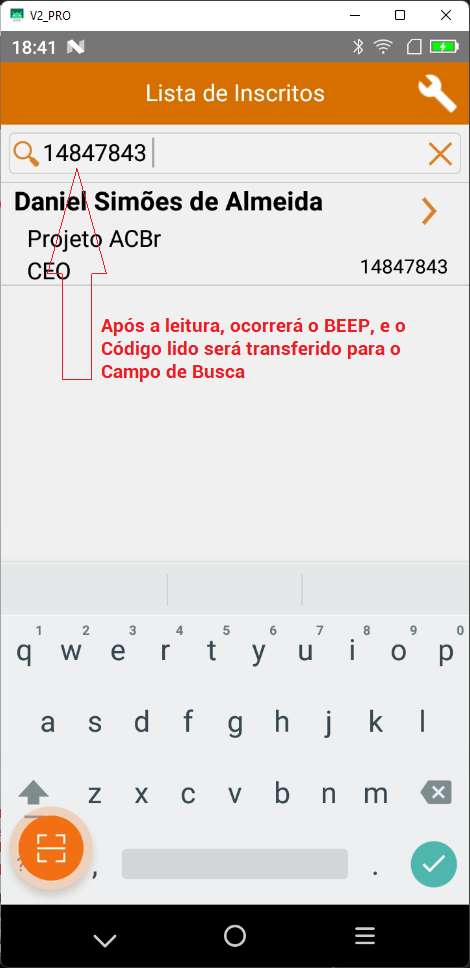 V2_PRO
18:41
Lista de Inscritos
14847843
Daniel Simões de Almeida
Projeto ACBr
CEO
14847843
Após a leitura, ocorrerá o BEEP, e o
Código lido será transferido para o
Campo de Busca
1 2 3 4 5 6 7 8 9 0
q w e r t y u i o p
a s d f g h j k l
z x c v b n m
, .